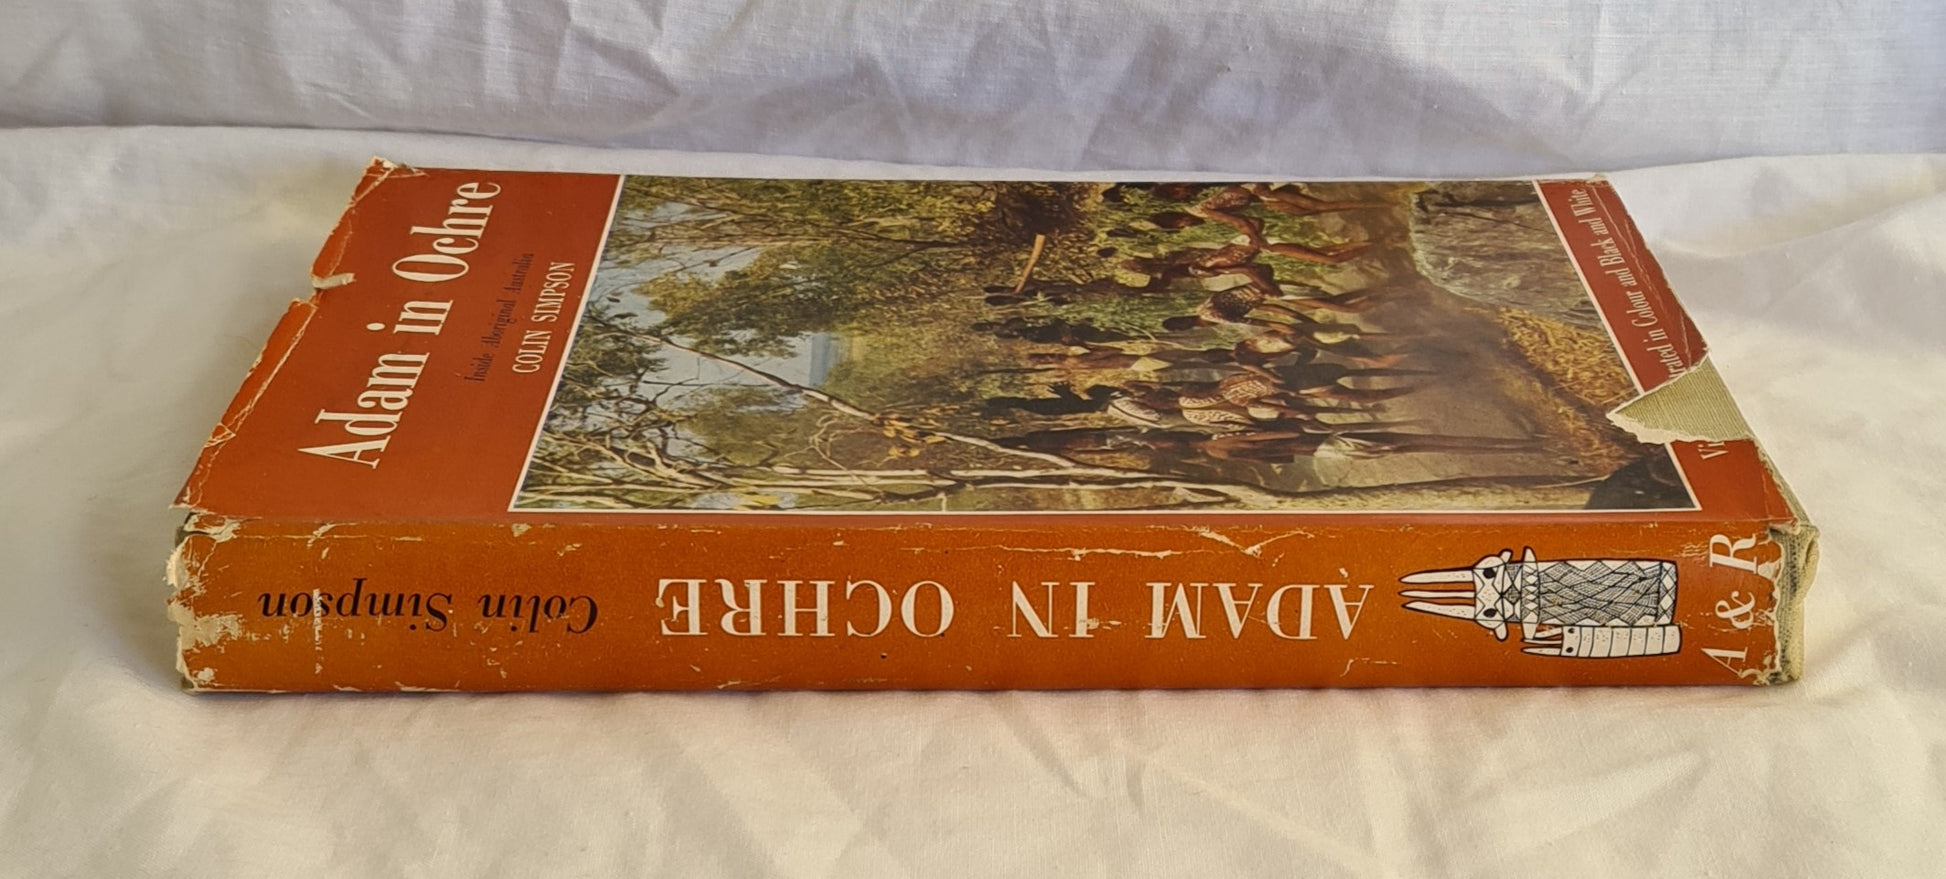 Adam in Ochre
Inside Aboriginal Australia
COLIN SIMPSON
in Colour and Black and White
Colin Simpson
ADAM IN OCHRE
A & R